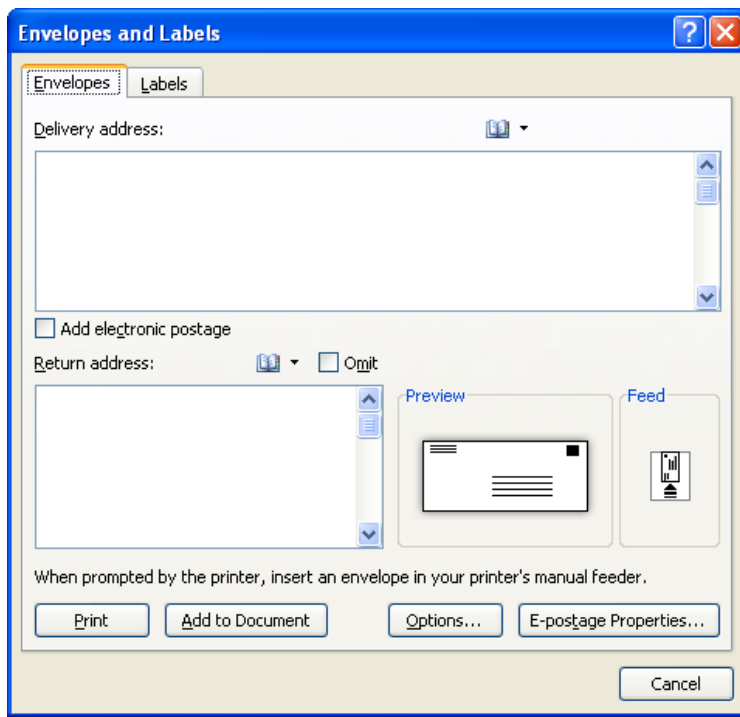 Envelopes and Labels
Envelopes Labels
Delivery address:
Add electronic postage
Return address: Omit
Preview Feed
When prompted by the printer, insert an envelope in your printer's manual feeder.
Print Add to Document Options... E-postage Properties...
Cancel